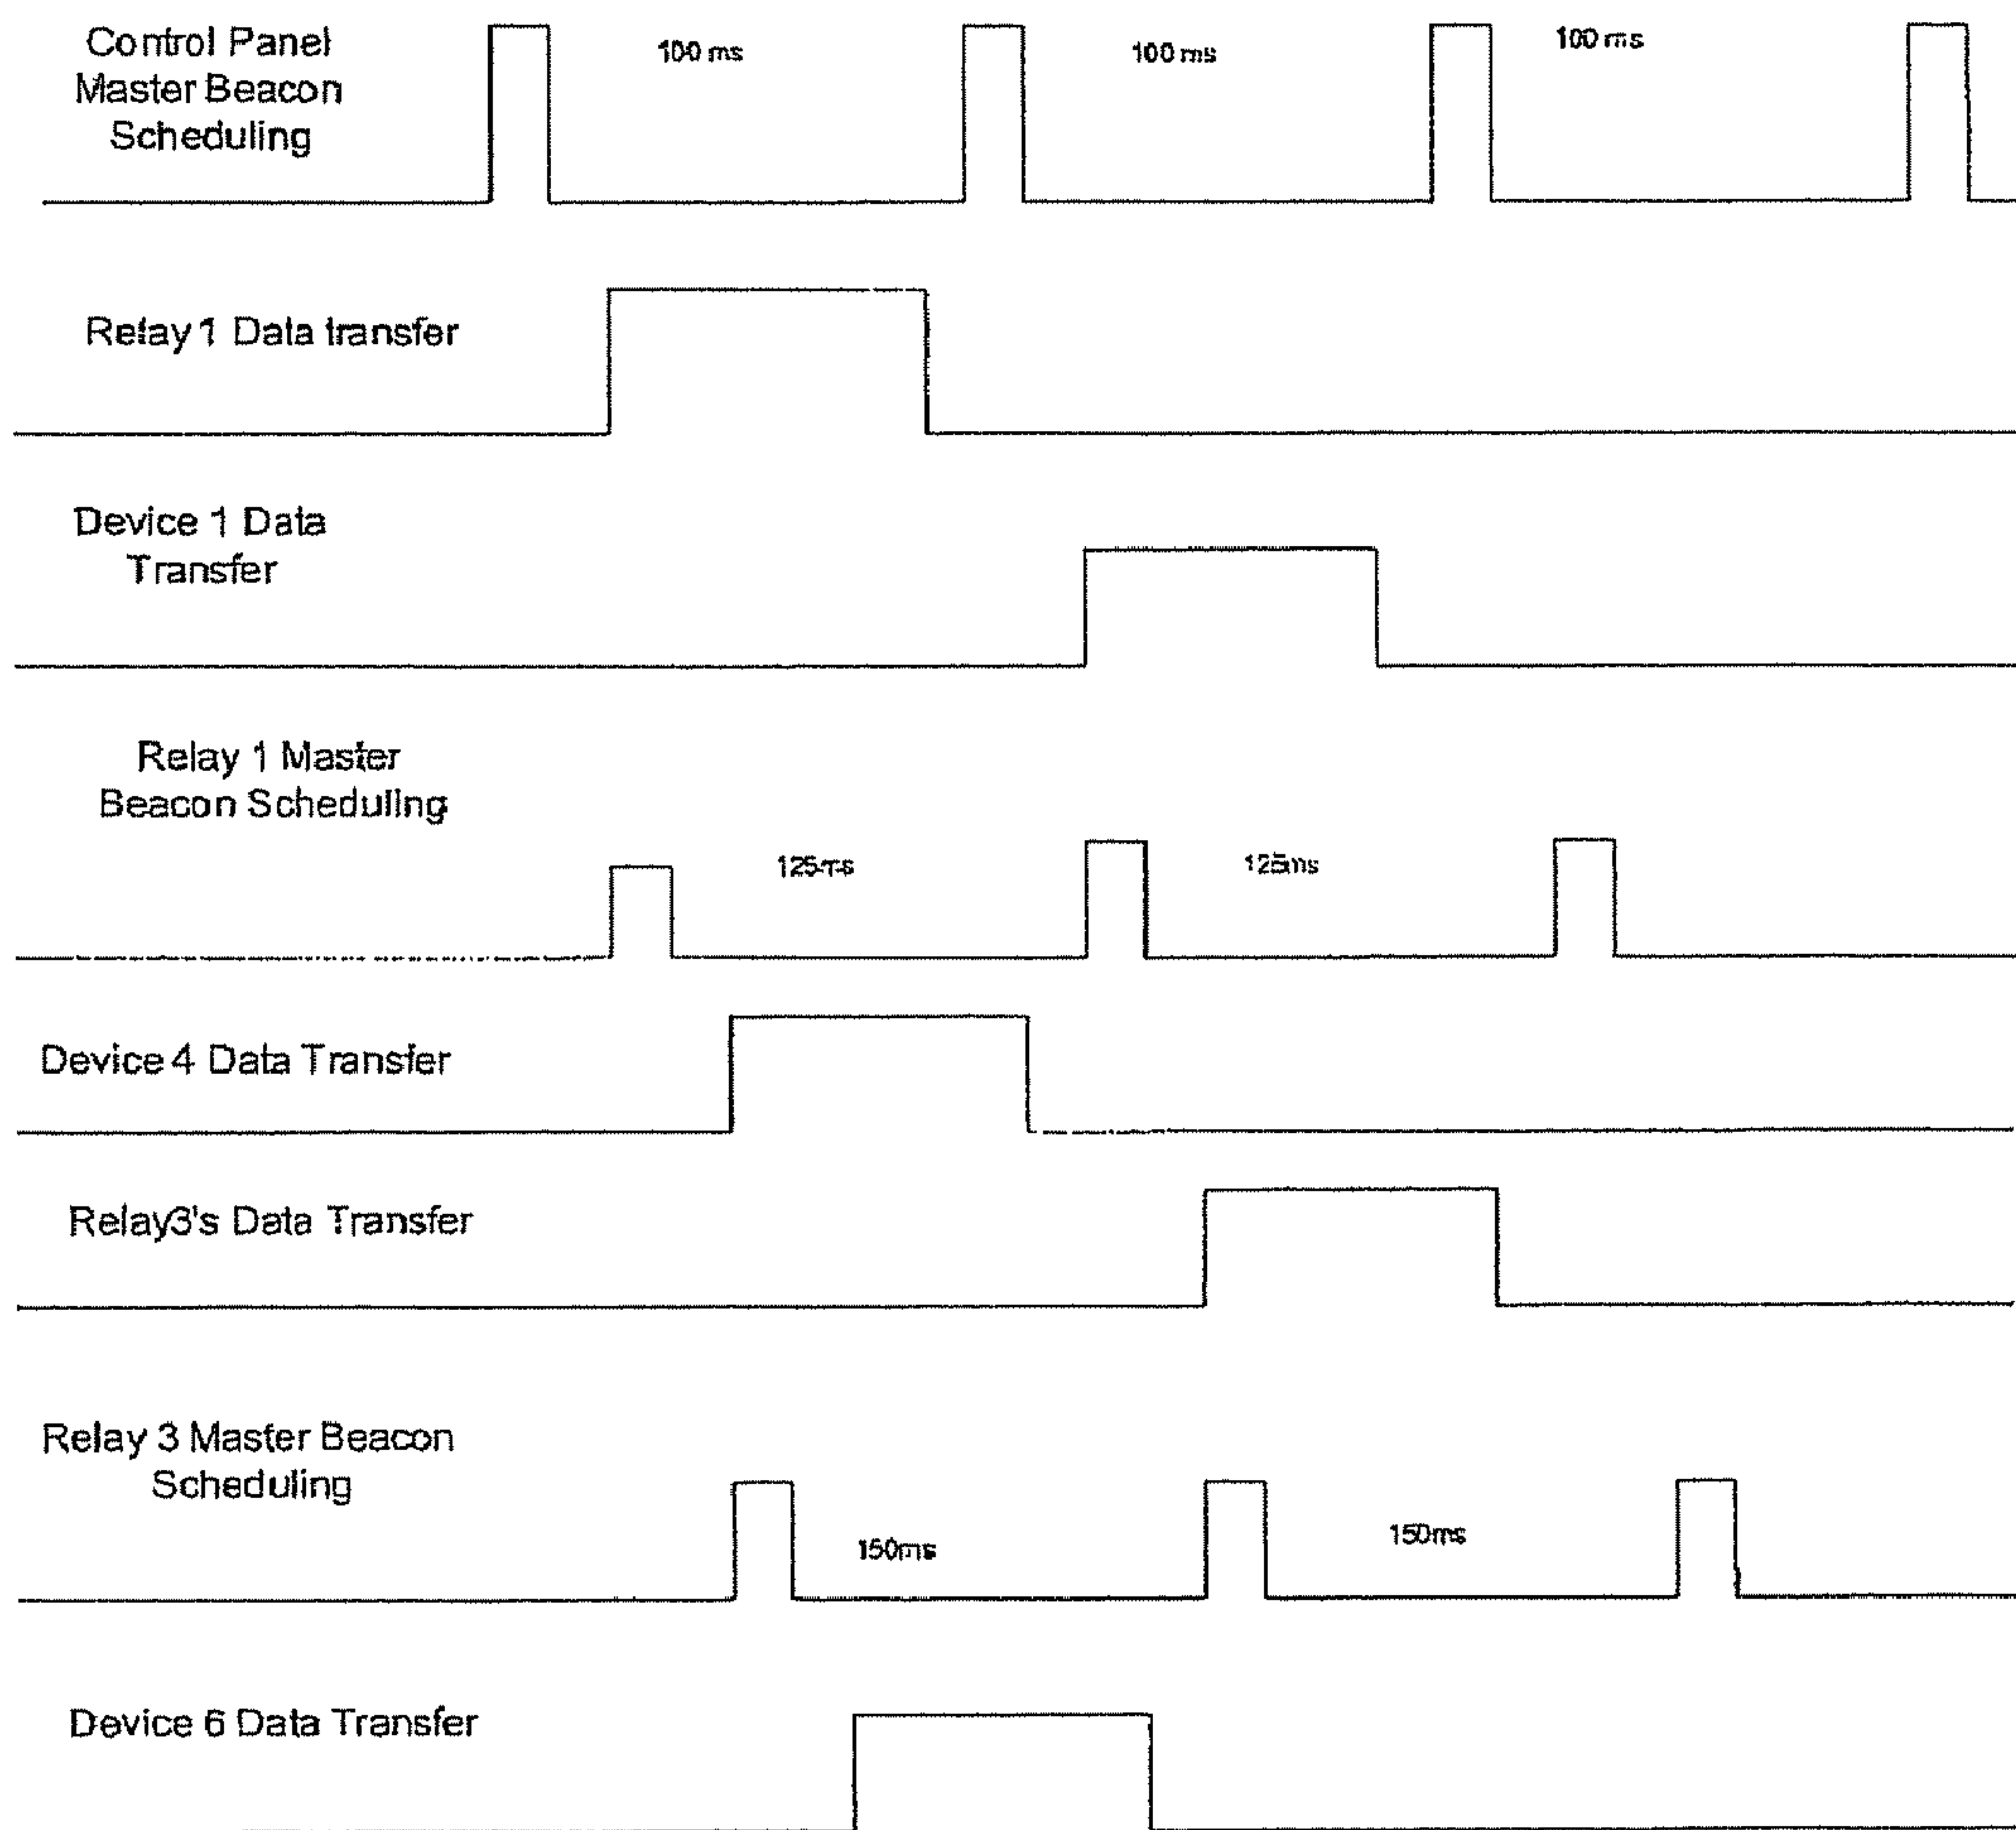 Control Panel
Master Beacon
Scheduling
100 ms
100 ms
100 ms
Relay 1 Data transfer
Device 1 Data
Transfer
Relay 1 Master
Beacon Scheduling
125ms
125ms
Device 4 Data Transfer
Relay3's Data Transfer
Relay 3 Master Beacon
Scheduling
150ms
150ms
Device 6 Data Transfer